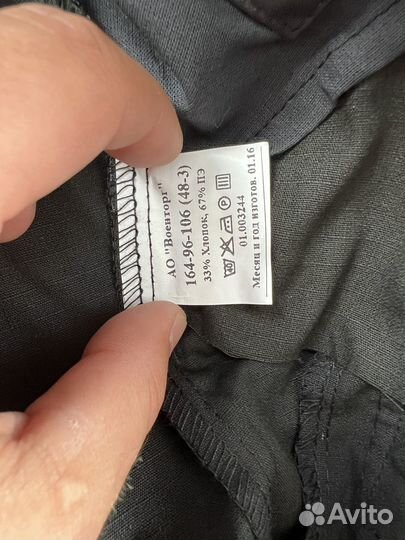 АО "Военторг"
164-96-106 (48-3)
33% Хлопок, 67% ПЭ
01.003244
Месяц и год изготов. 01.16
Avito